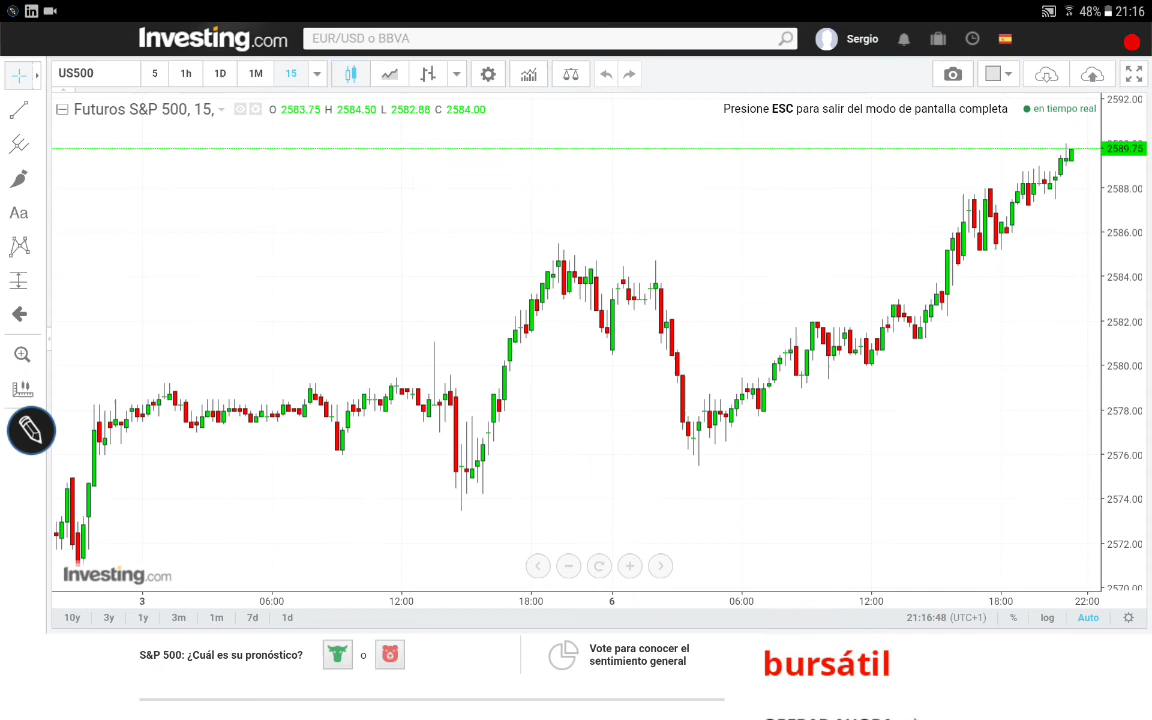 48% 21:16
Investing.com EUR/USD o BBVA Sergio
US500 5 1h 1D 1M 15
Futuros S&P 500, 15, O 2583.75 H 2584.50 L 2582.88 C 2584.00
Presione ESC para salir del modo de pantalla completa en tiempo real
2592.00
2589.75
2588.00
2586.00
2584.00
2582.00
2580.00
2578.00
2576.00
2574.00
2572.00
2570.00
Aa
Investing.com
3 06:00 12:00 18:00 6 06:00 12:00 18:00 22:00
10y 3y 1y 3m 1m 7d 1d 21:16:48 (UTC+1) % log Auto
S&P 500: ¿Cuál es su pronóstico? o
Vote para conocer el
sentimiento general
bursátil